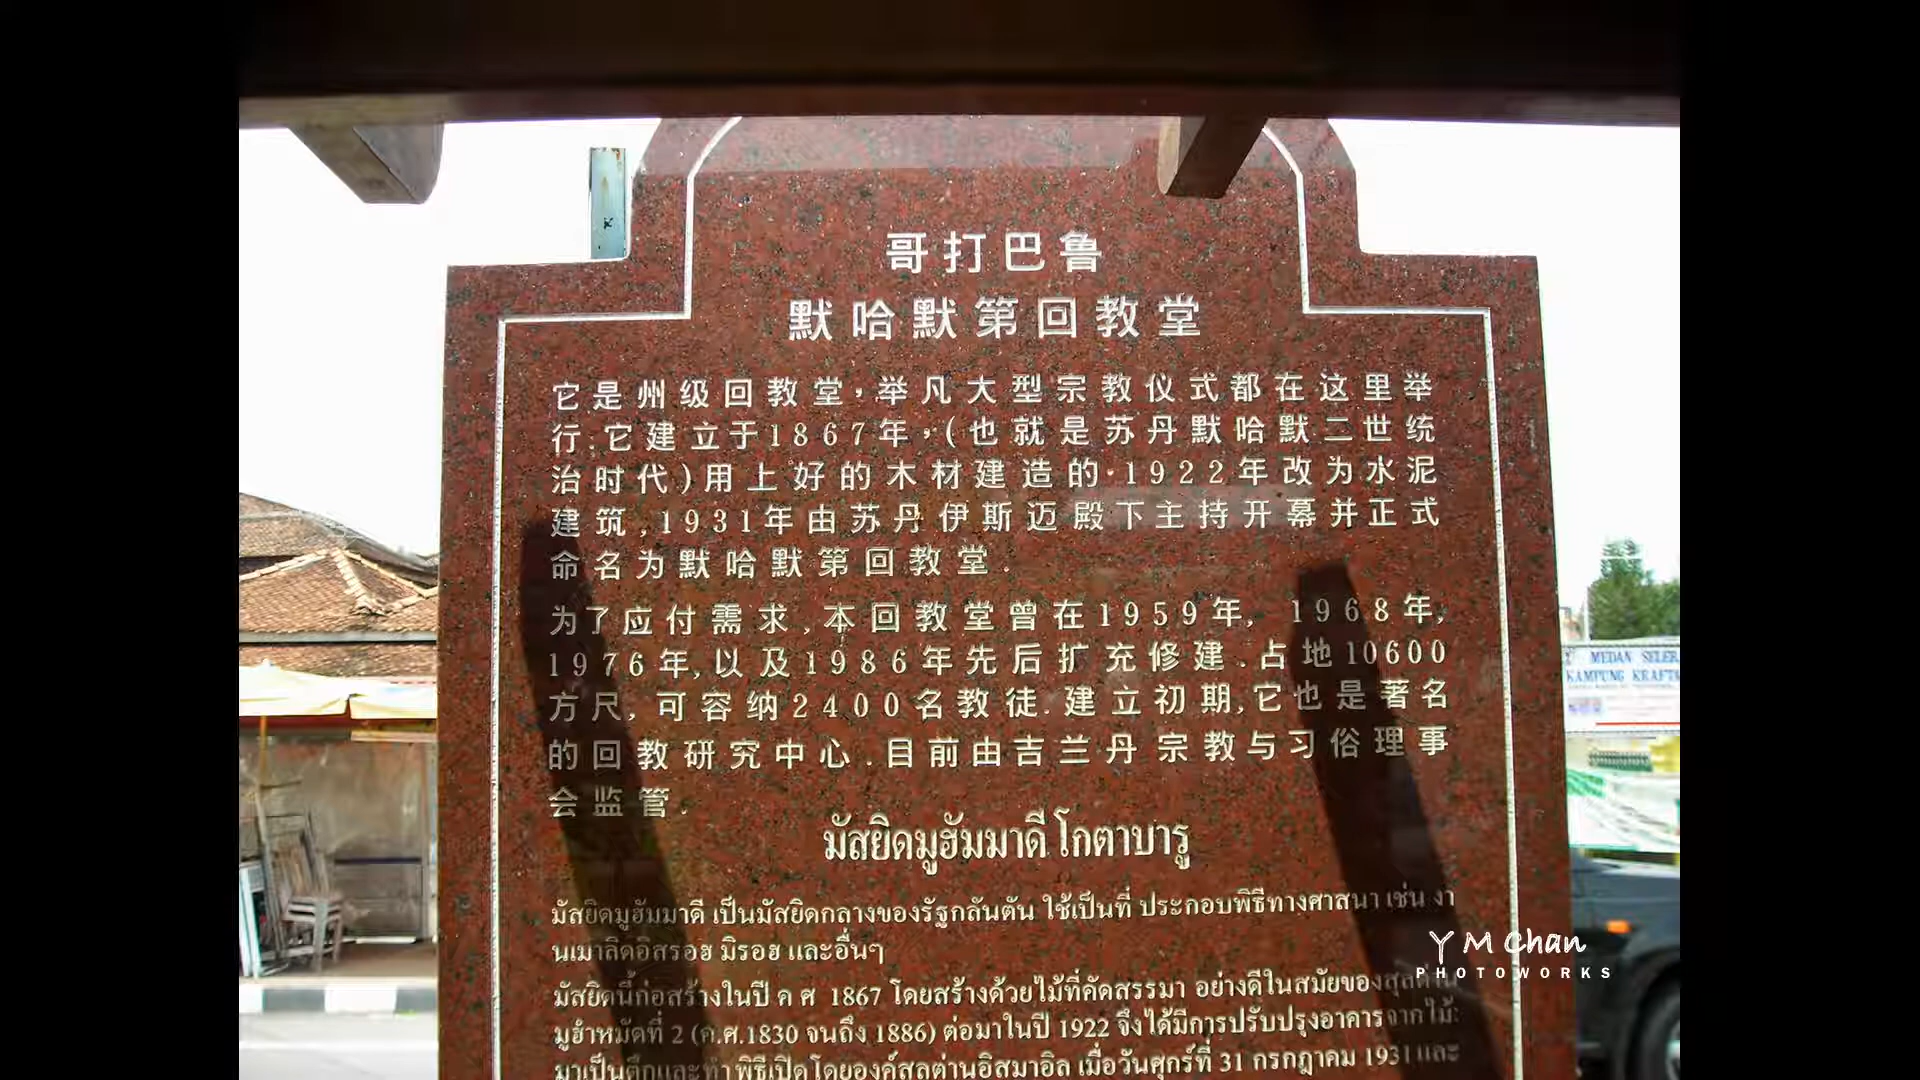 哥打巴鲁
默哈默第回教堂
它是州级回教堂,举凡大型宗教仪式都在这里举
行.它建立于1867年,(也就是苏丹默哈默二世统
治时代)用上好的木材建造的·1922年改为水泥
建筑,1931年由苏丹伊斯迈殿下主持开幕并正式
命名为默哈默第回教堂.
为了应付需求,本回教堂曾在1959年, 1968年,
1976年,以及1986年先后扩充修建.占地10600
方尺,可容纳2400名教徒.建立初期,它也是著名
的回教研究中心.目前由吉兰丹宗教与习俗理事
会监管.
มัสยิดมูฮัมมาดี โกตาบารู
มัสยิดมูฮัมมาดี เป็นมัสยิดกลางของรัฐกลันตัน ใช้เป็นที่ ประกอบพิธีทางศาสนา เช่น งา
นเมาลิดอิสรอฮ มิรอฮ และอื่นๆ
มัสยิดนี้ก่อสร้างในปี ค ศ 1867 โดยสร้างด้วยไม้ที่คัดสรรมา อย่างดีในสมัยของสุลต่าน
มูฮำหมัดที่ 2 (ค.ศ.1830 จนถึง 1886) ต่อมาในปี 1922 จึงได้มีการปรับปรุงอาคารจากไม้
มาเป็นตึกและทำพิธีเปิดโดยองค์สุลต่านอิสมาอิล เมื่อวันศุกร์ที่ 31 กรกฎาคม 1931 และ
MEDAN SELER
KAMPUNG KRAFT
Y M Chan
PHOTOWORKS